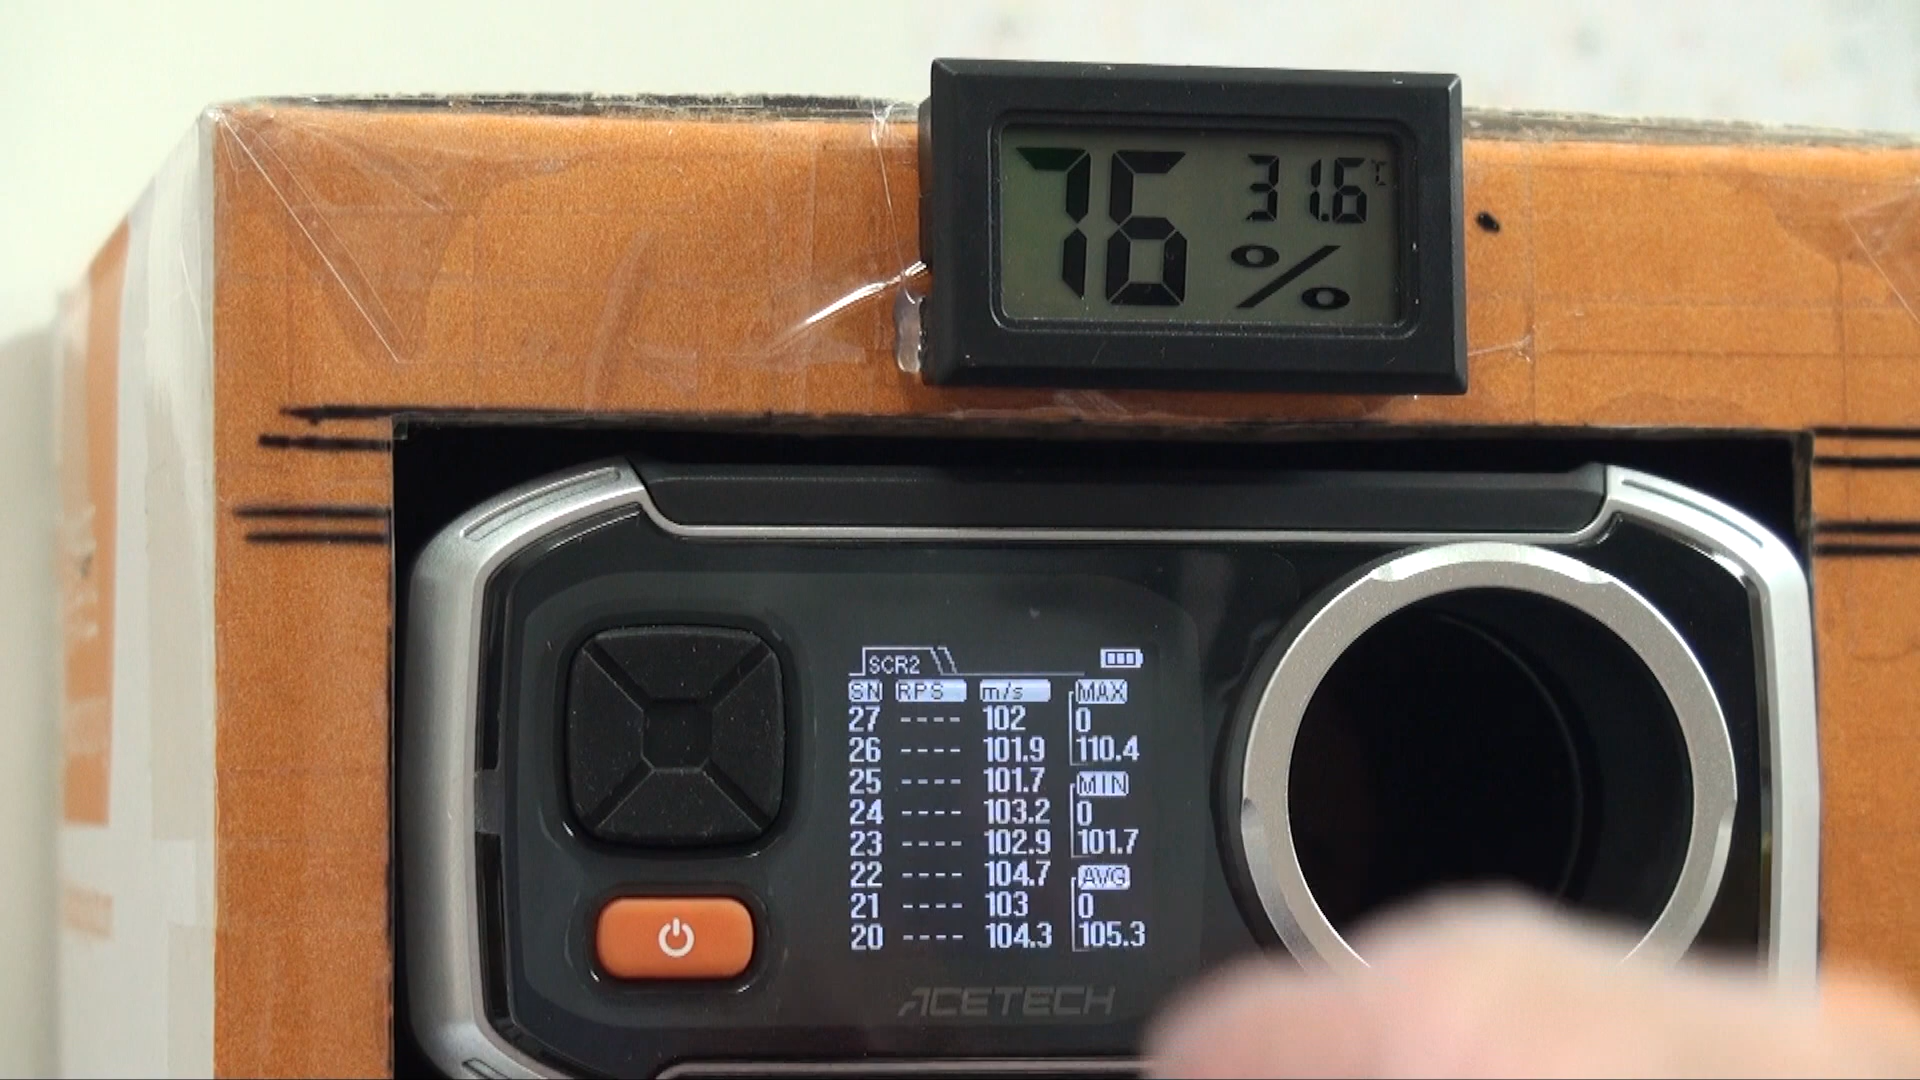 76 31.6℃
%
SCR2
SN RPS m/s MAX
27 ---- 102 0
26 ---- 101.9 110.4
25 ---- 101.7 MIN
24 ---- 103.2 0
23 ---- 102.9 101.7
22 ---- 104.7 AVG
21 ---- 103 0
20 ---- 104.3 105.3
ACETECH